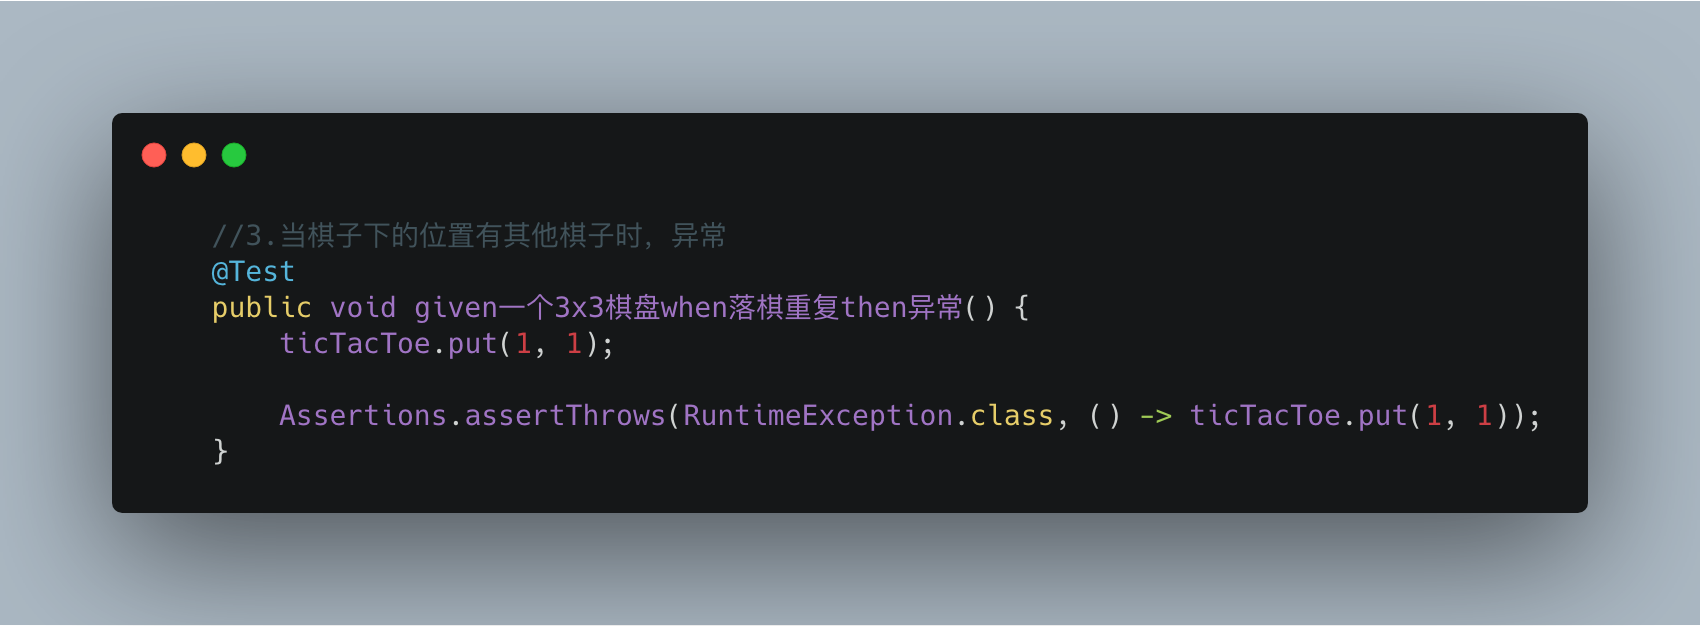 //3.当棋子下的位置有其他棋子时，异常
@Test
public void given一个3x3棋盘when落棋重复then异常() {
    ticTacToe.put(1, 1);

    Assertions.assertThrows(RuntimeException.class, () -> ticTacToe.put(1, 1));
}